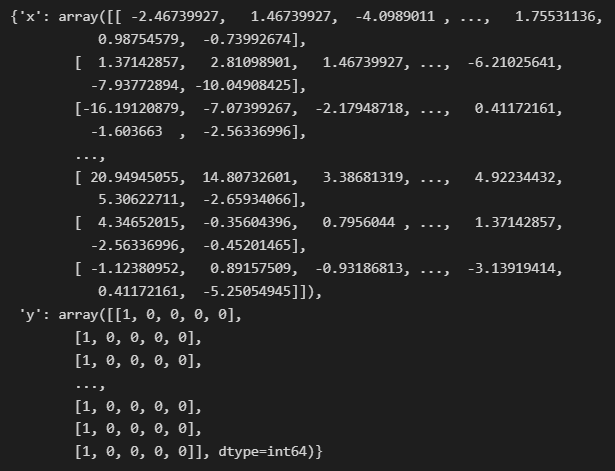 {'x': array([[ -2.46739927,   1.46739927,  -4.0989011 , ...,   1.75531136,
          0.98754579,  -0.73992674],
       [  1.37142857,   2.81098901,   1.46739927, ...,  -6.21025641,
         -7.93772894, -10.04908425],
       [-16.19120879,  -7.07399267,  -2.17948718, ...,   0.41172161,
         -1.603663  ,  -2.56336996],
       ...,
       [ 20.94945055,  14.80732601,   3.38681319, ...,   4.92234432,
          5.30622711,  -2.65934066],
       [  4.34652015,  -0.35604396,   0.7956044 , ...,   1.37142857,
         -2.56336996,  -0.45201465],
       [ -1.12380952,   0.89157509,  -0.93186813, ...,  -3.13919414,
          0.41172161,  -5.25054945]]),
 'y': array([[1, 0, 0, 0, 0],
       [1, 0, 0, 0, 0],
       [1, 0, 0, 0, 0],
       ...,
       [1, 0, 0, 0, 0],
       [1, 0, 0, 0, 0],
       [1, 0, 0, 0, 0]], dtype=int64)}